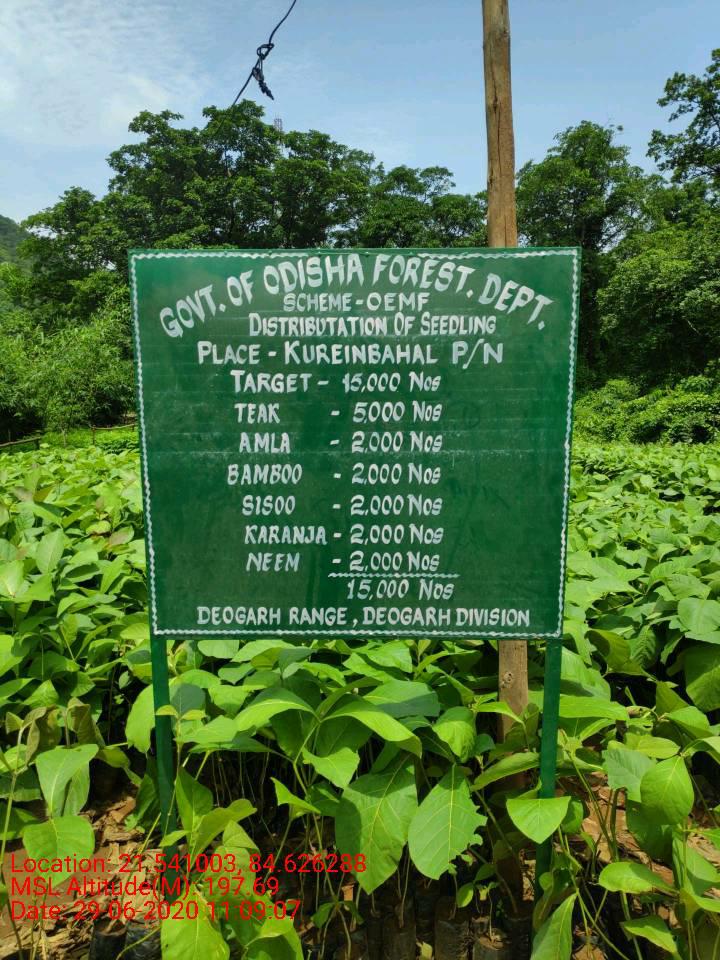 GOVT. OF ODISHA FOREST. DEPT.
SCHEME-OEMF
DISTRIBUTATION OF SEEDLING
PLACE - KUREINBAHAL P/N
TARGET - 15,000 NOS
TEAK - 5,000 NOS
AMLA - 2,000 NOS
BAMBOO - 2,000 NOS
SISOO - 2,000 NOS
KARANJA - 2,000 NOS
NEEM - 2,000 NOS
15,000 NOS
DEOGARH RANGE, DEOGARH DIVISION
Location: 21.541003, 84.626288
MSL Altitude(M): 197.69
Date: 29-06-2020 11:09:07